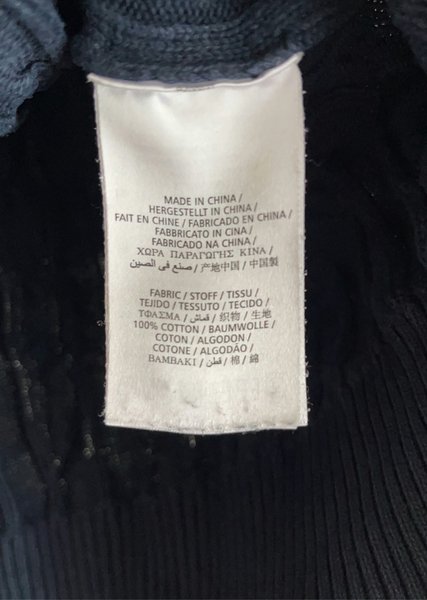 MADE IN CHINA /
HERGESTELLT IN CHINA /
FAIT EN CHINE / FABRICADO EN CHINA /
FABBRICATO IN CINA /
FABRICADO NA CHINA /
ΧΩΡΑ ΠΑΡΑΓΩΓΗΣ ΚΙΝΑ /
صنع في الصين / 产地中国 / 中国製
FABRIC / STOFF / TISSU /
TEJIDO / TESSUTO / TECIDO /
ΤΦΑΣΜΑ / قماش / 织物 / 生地
100% COTTON / BAUMWOLLE /
COTON / ALGODON /
COTONE / ALGODÃO /
BAMBAKI / قطن / 棉 / 綿